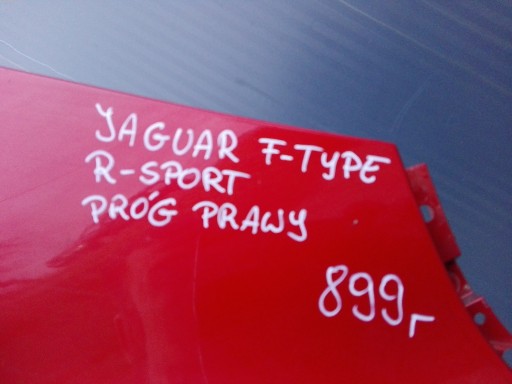 JAGUAR F-TYPE
R-SPORT
PRÓG PRAWY
899,-